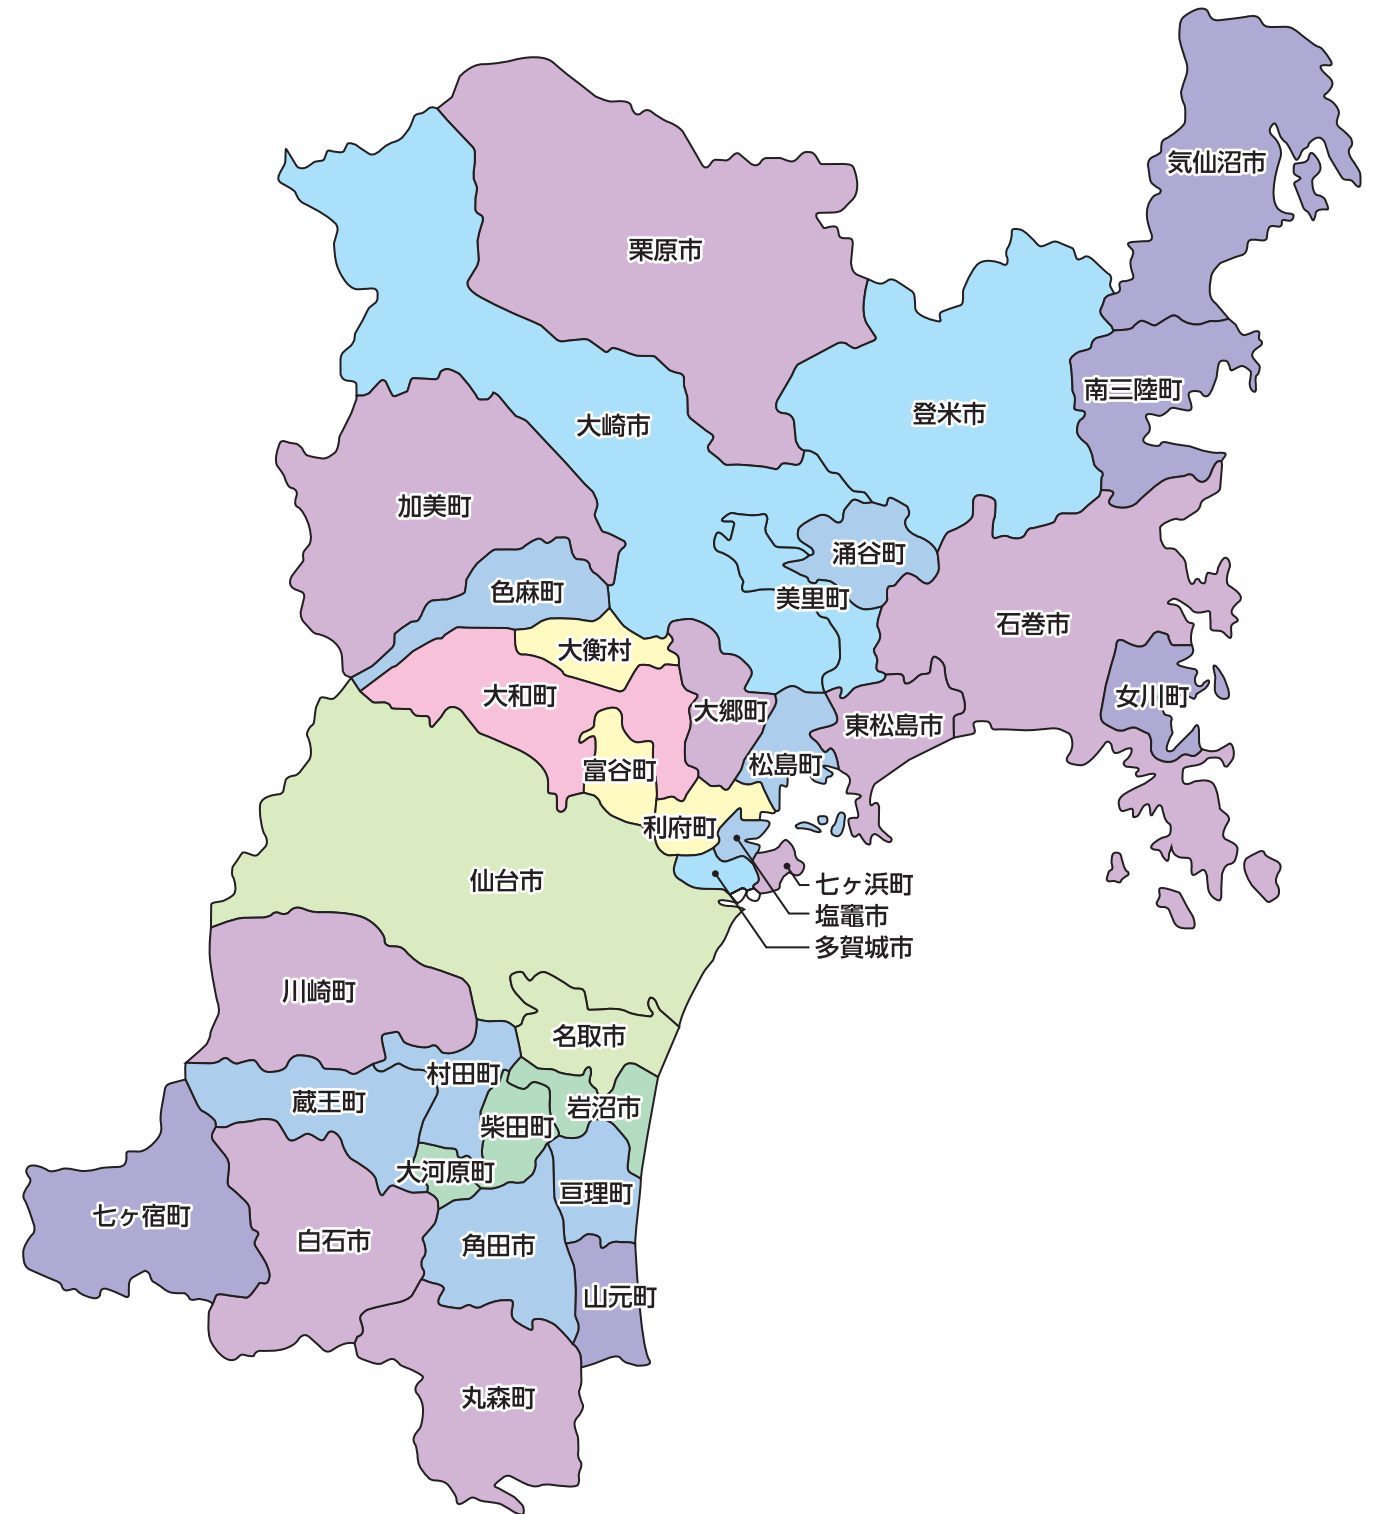 気仙沼市
栗原市
南三陸町
登米市
大崎市
加美町
涌谷町
色麻町
美里町
石巻市
大衡村
大和町
女川町
大郷町
東松島市
松島町
富谷町
利府町
仙台市
七ヶ浜町
塩竈市
多賀城市
川崎町
名取市
村田町
蔵王町
岩沼市
柴田町
大河原町
亘理町
七ヶ宿町
白石市
角田市
山元町
丸森町